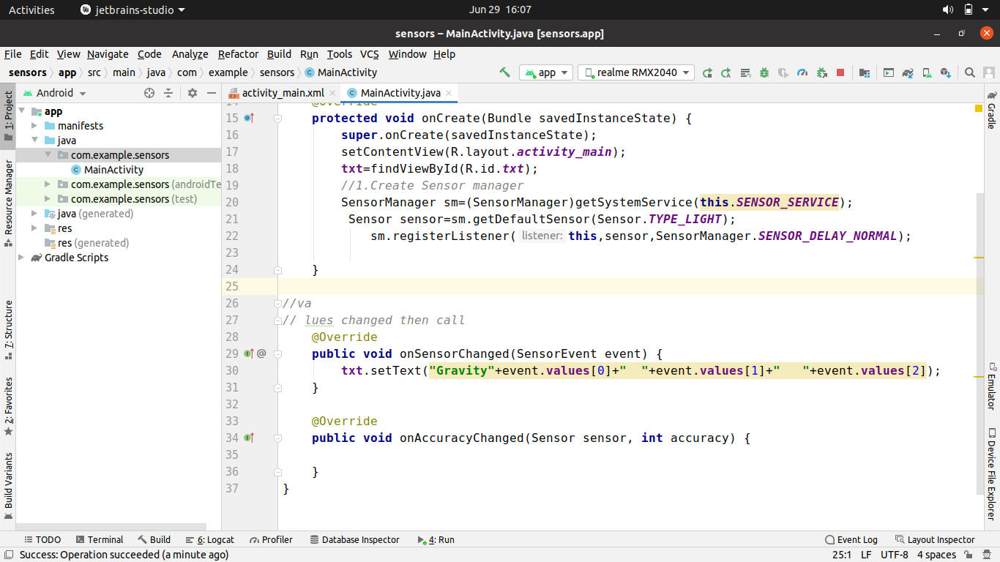 Activities jetbrains-studio Jun 29 16:07
sensors – MainActivity.java [sensors.app]
File Edit View Navigate Code Analyze Refactor Build Run Tools VCS Window Help
sensors app src main java com example sensors MainActivity app realme RMX2040
1: Project
Resource Manager
7: Structure
2: Favorites
Build Variants
Android
app
manifests
java
com.example.sensors
MainActivity
com.example.sensors (androidTe
com.example.sensors (test)
java (generated)
res
res (generated)
Gradle Scripts
activity_main.xml MainActivity.java
14 @Override
15 protected void onCreate(Bundle savedInstanceState) {
16 super.onCreate(savedInstanceState);
17 setContentView(R.layout.activity_main);
18 txt=findViewById(R.id.txt);
19 //1.Create Sensor manager
20 SensorManager sm=(SensorManager)getSystemService(this.SENSOR_SERVICE);
21 Sensor sensor=sm.getDefaultSensor(Sensor.TYPE_LIGHT);
22 sm.registerListener( listener: this,sensor,SensorManager.SENSOR_DELAY_NORMAL);
23
24 }
25
26 //va
27 // lues changed then call
28 @Override
29 @ public void onSensorChanged(SensorEvent event) {
30 txt.setText("Gravity"+event.values[0]+"  "+event.values[1]+"   "+event.values[2]);
31 }
32
33 @Override
34 public void onAccuracyChanged(Sensor sensor, int accuracy) {
35
36 }
37 }
Gradle
Emulator
Device File Explorer
TODO Terminal Build 6: Logcat Profiler Database Inspector 4: Run Event Log Layout Inspector
Success: Operation succeeded (a minute ago) 25:1 LF UTF-8 4 spaces